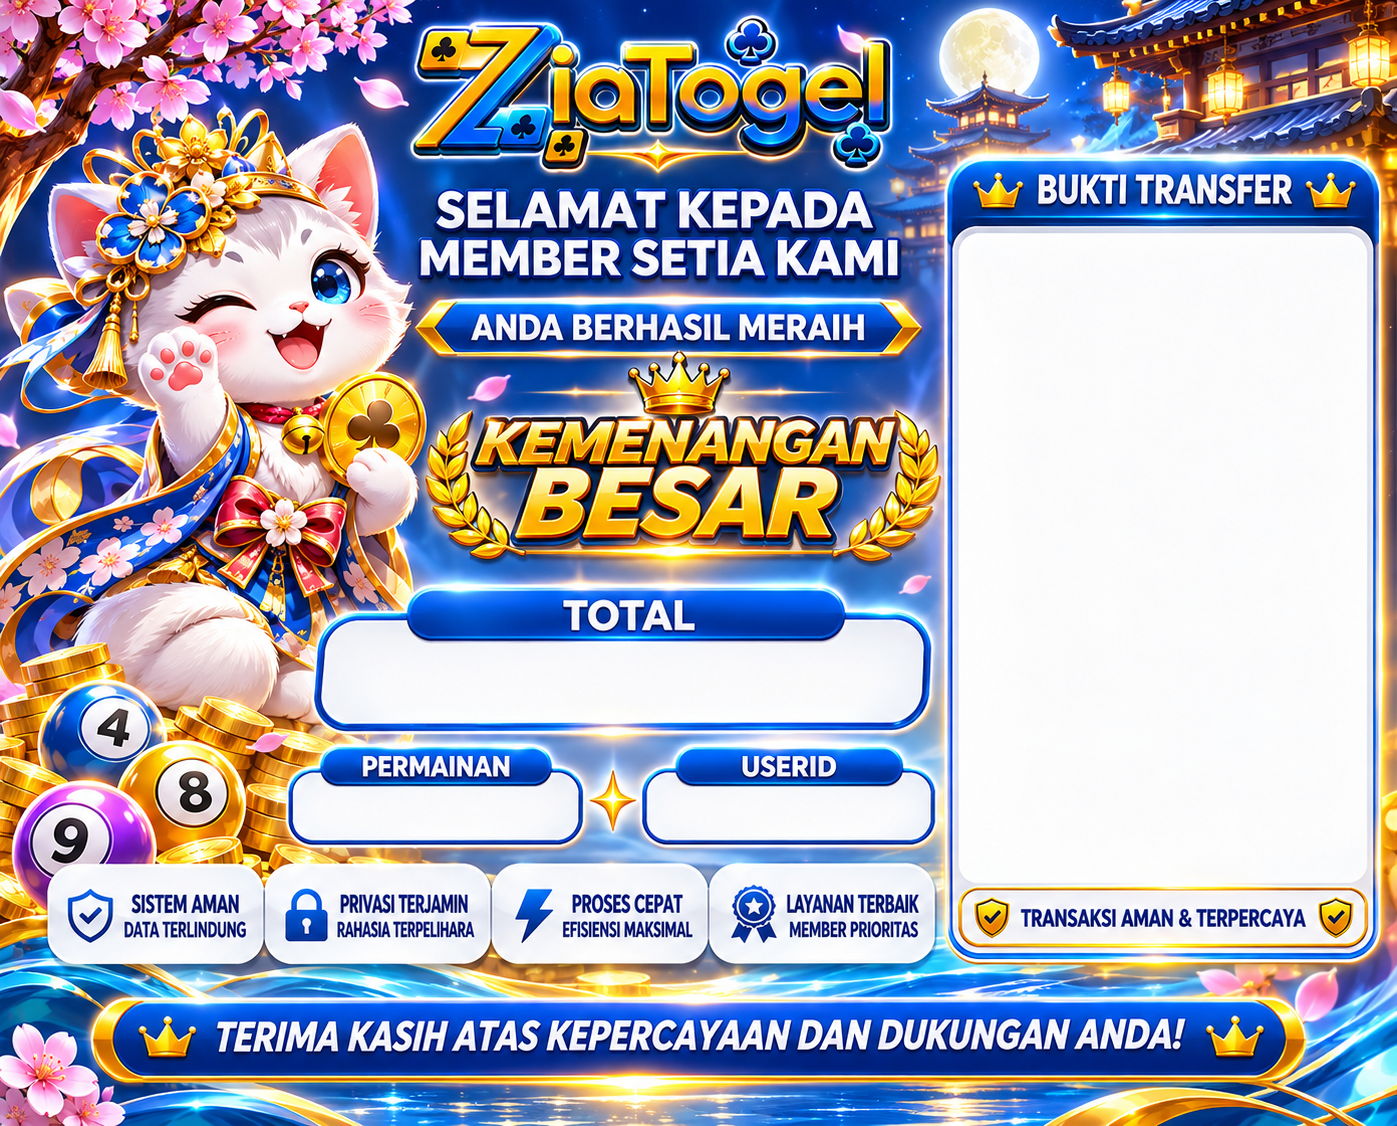 ZiaTogel
SELAMAT KEPADA
MEMBER SETIA KAMI
ANDA BERHASIL MERAIH
KEMENANGAN
BESAR
TOTAL
PERMAINAN
USERID
BUKTI TRANSFER
TRANSAKSI AMAN & TERPERCAYA
4
8
9
SISTEM AMAN
DATA TERLINDUNG
PRIVASI TERJAMIN
RAHASIA TERPELIHARA
PROSES CEPAT
EFISIENSI MAKSIMAL
LAYANAN TERBAIK
MEMBER PRIORITAS
TERIMA KASIH ATAS KEPERCAYAAN DAN DUKUNGAN ANDA!